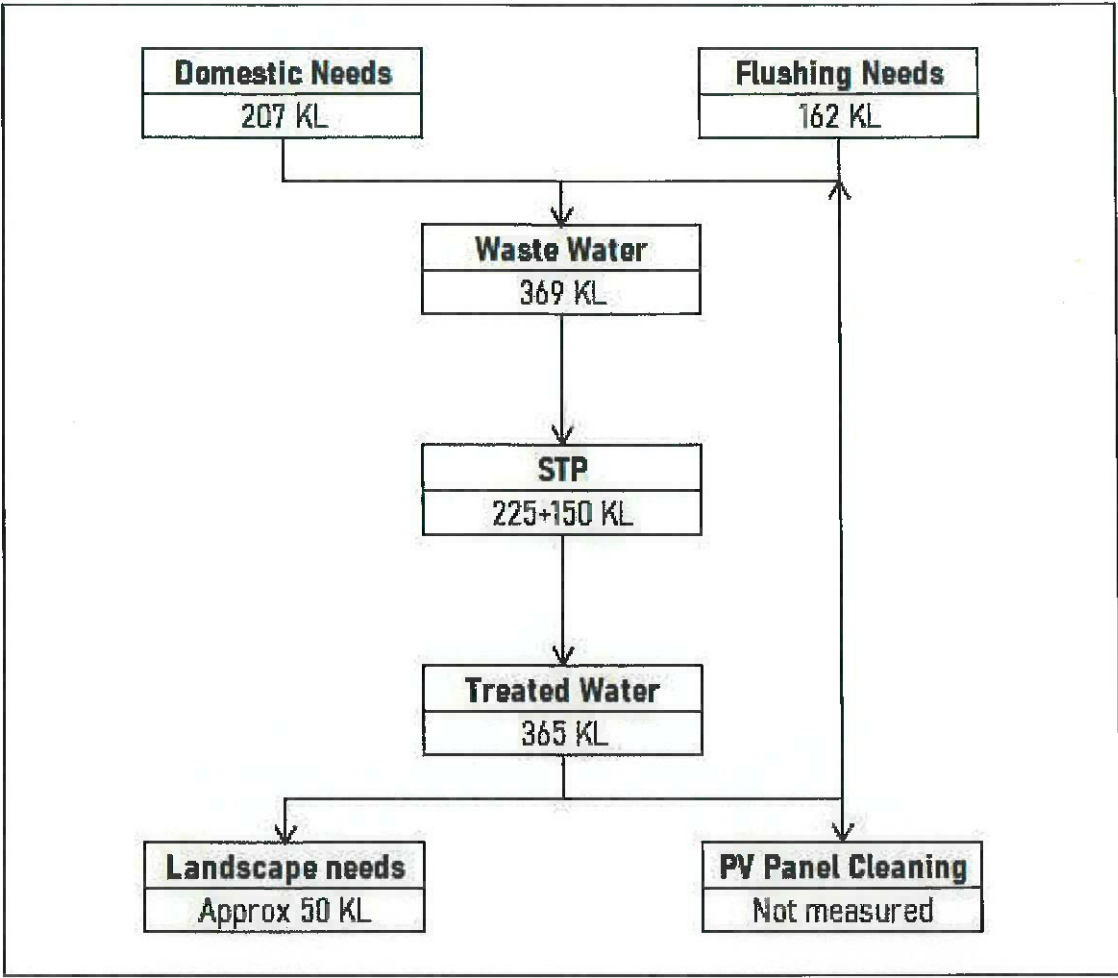 Domestic Needs
207 KL
Flushing Needs
162 KL
Waste Water
369 KL
STP
225+150 KL
Treated Water
365 KL
Landscape needs
Approx 50 KL
PV Panel Cleaning
Not measured